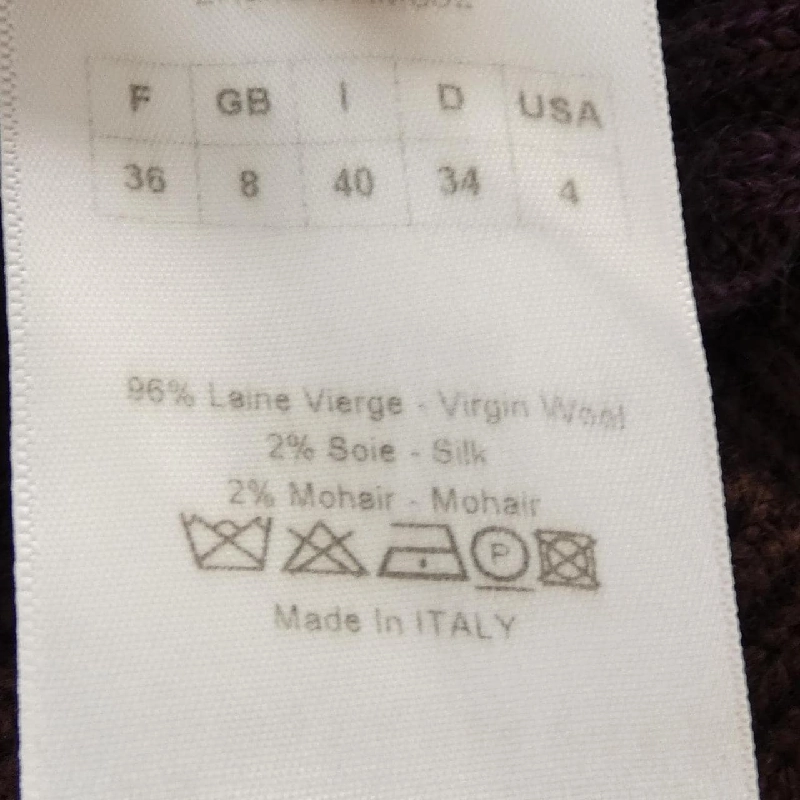 F GB I D USA
36 8 40 34 4
96% Laine Vierge - Virgin Wool
2% Soie - Silk
2% Mohair - Mohair
P
Made In ITALY